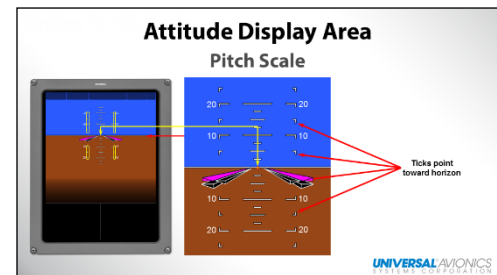 Attitude Display Area
Pitch Scale
20 20
10 10
Ticks point
toward horizon
10 10
20 20
UNIVERSAL AVIONICS
SYSTEMS CORPORATION